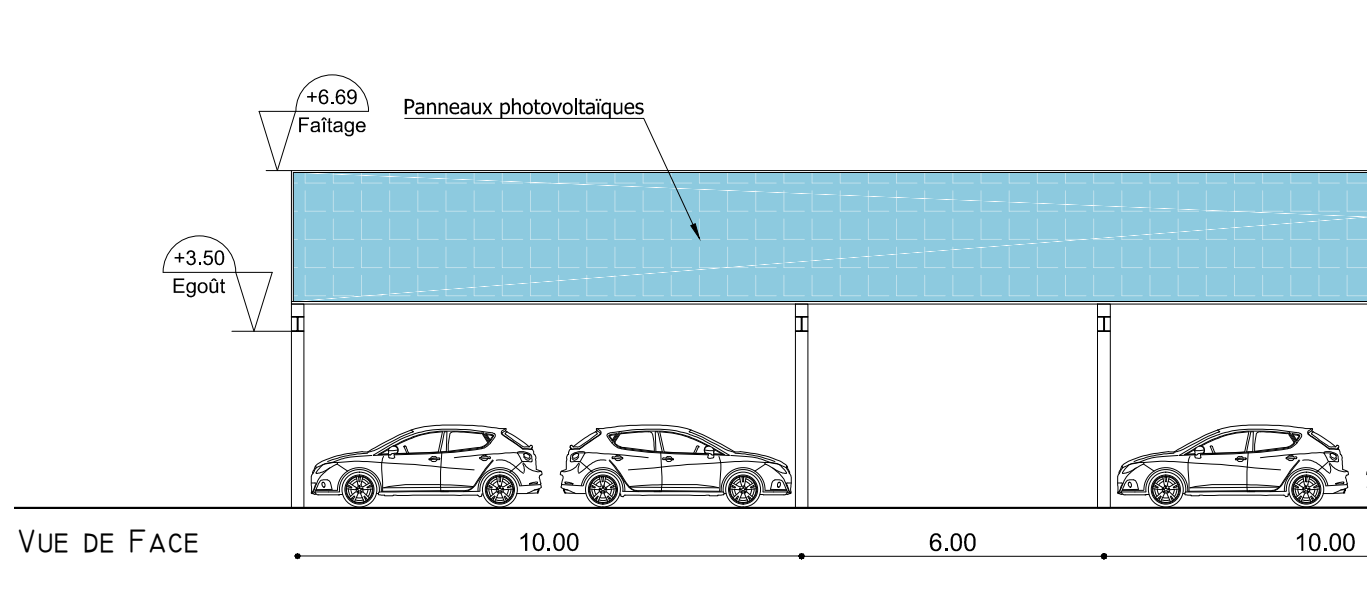 +6.69
Faîtage
Panneaux photovoltaïques
+3.50
Egoût
VUE DE FACE
10.00
6.00
10.00